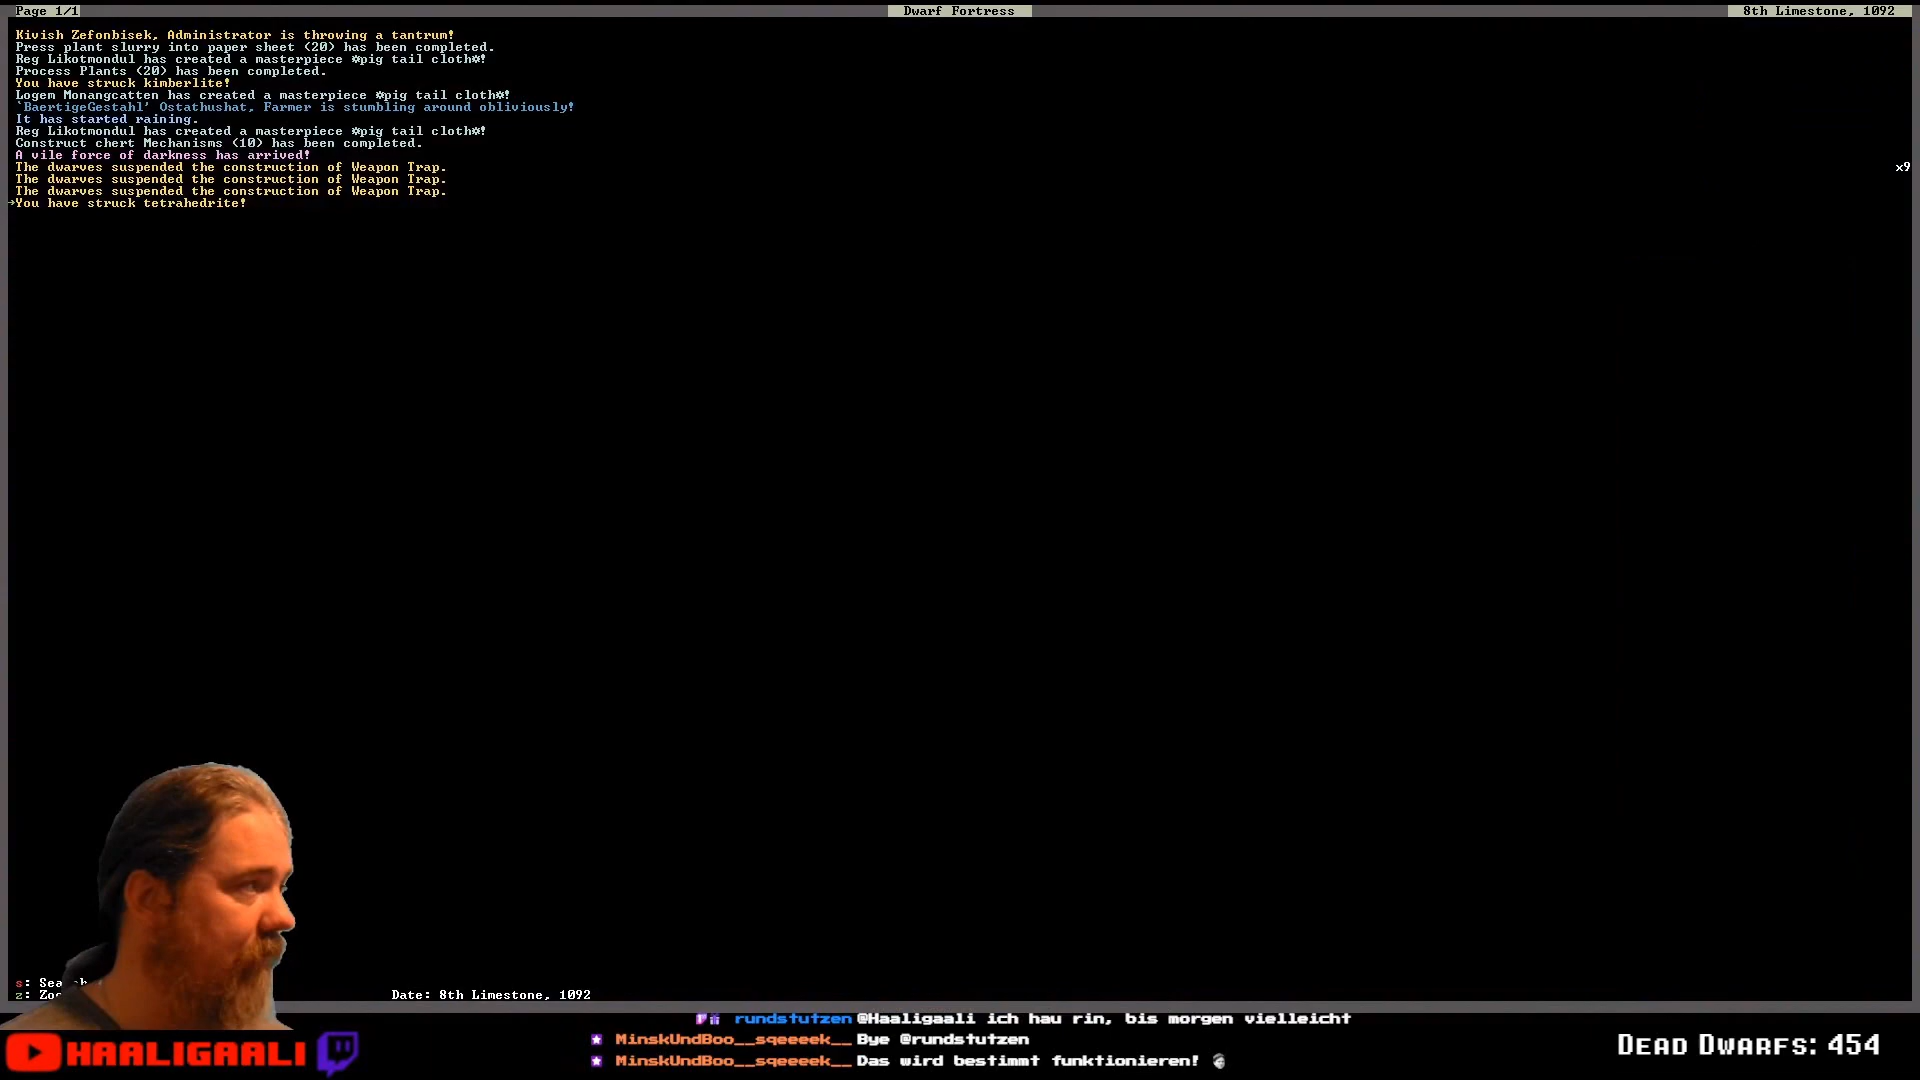 Page 1/1
Dwarf Fortress
8th Limestone, 1092
Kivish Zefonbisek, Administrator is throwing a tantrum!
Press plant slurry into paper sheet (20) has been completed.
Reg Likotmondul has created a masterpiece ☼pig tail cloth☼!
Process Plants (20) has been completed.
You have struck kimberlite!
Logem Monangcatten has created a masterpiece ☼pig tail cloth☼!
`BaertigeGestahl' Ostathushat, Farmer is stumbling around obliviously!
It has started raining.
Reg Likotmondul has created a masterpiece ☼pig tail cloth☼!
Construct chert Mechanisms (10) has been completed.
A vile force of darkness has arrived!
The dwarves suspended the construction of Weapon Trap. x9
The dwarves suspended the construction of Weapon Trap.
The dwarves suspended the construction of Weapon Trap.
→You have struck tetrahedrite!
s: Sea h
z: Zo
Date: 8th Limestone, 1092
rundstutzen @Haaligaali ich hau rin, bis morgen vielleicht
MinskUndBoo__sqeeeek__ Bye @rundstutzen
MinskUndBoo__sqeeeek__ Das wird bestimmt funktionieren!
HAALIGAALI
Dead Dwarfs: 454